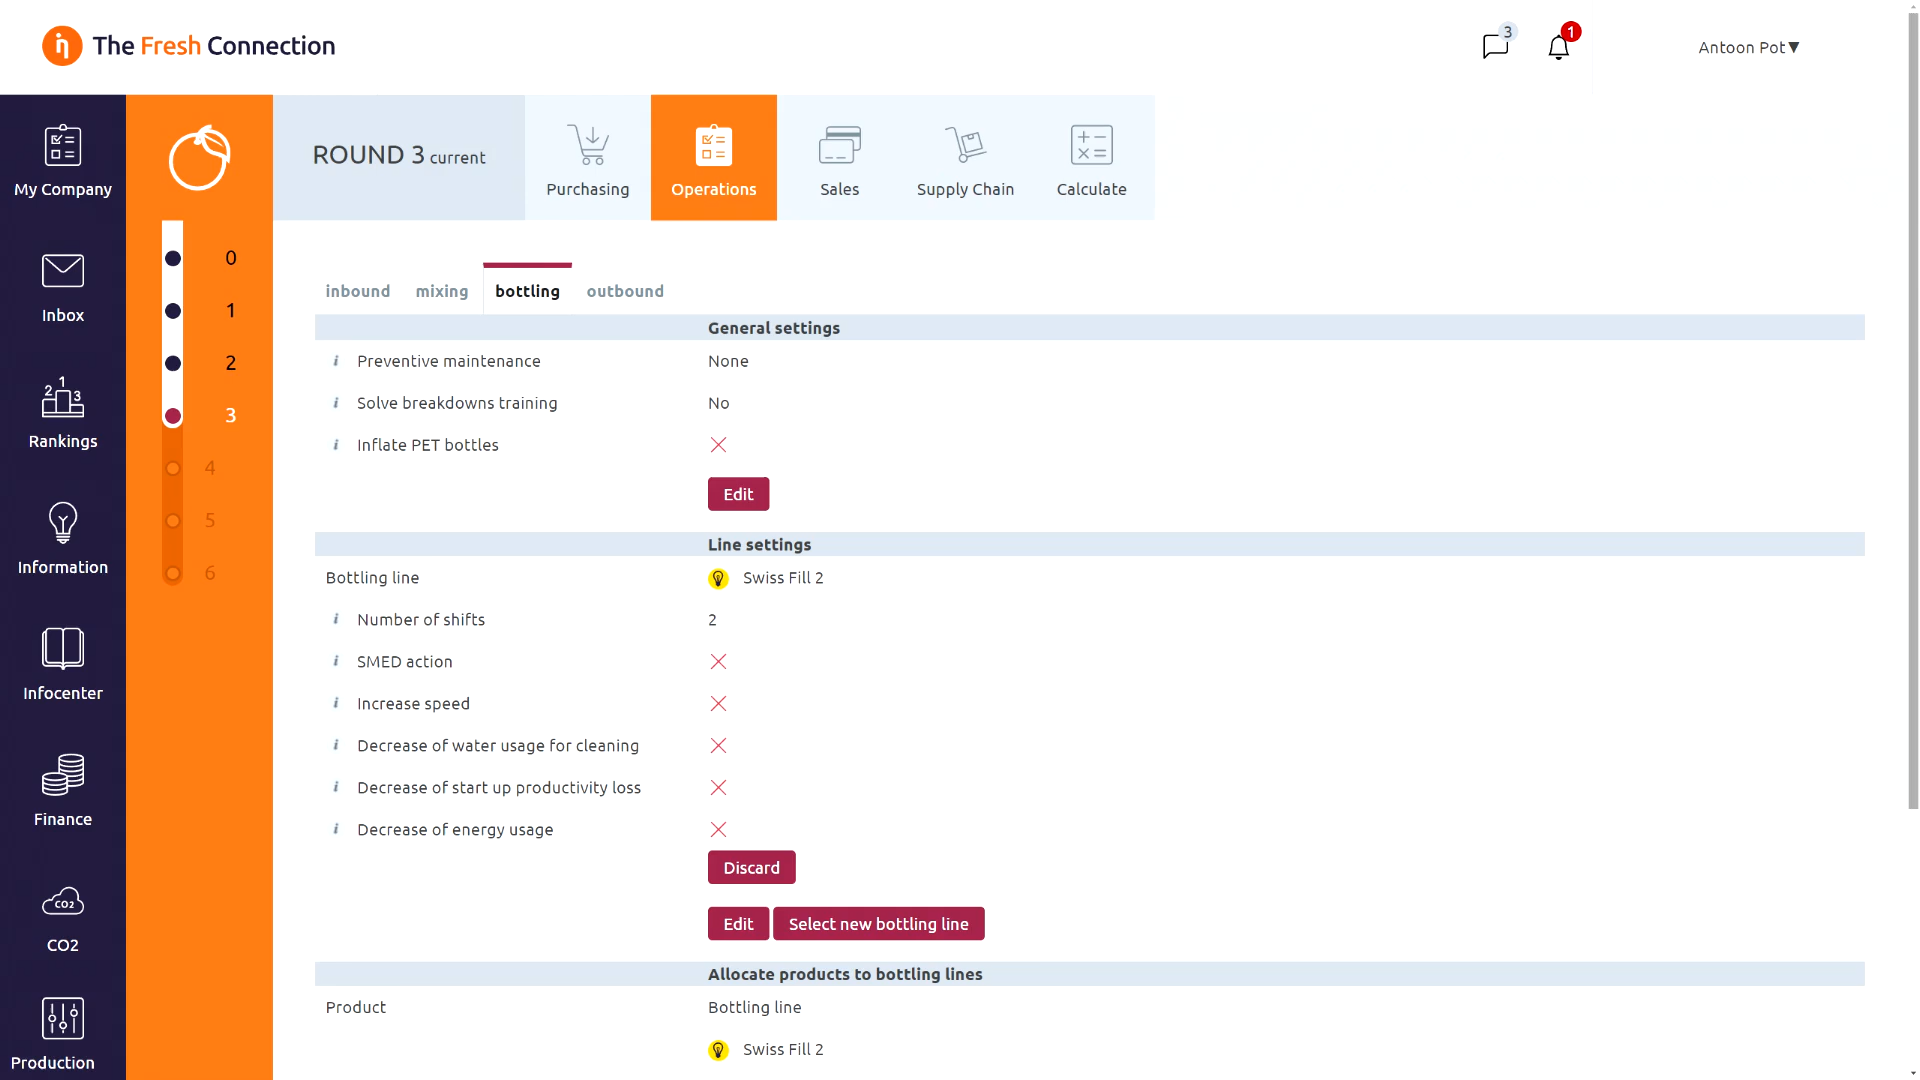 The Fresh Connection
3
1
Antoon Pot▼
My Company
Inbox
2 1 3
Rankings
Information
Infocenter
Finance
CO2
CO2
Production
0
1
2
3
4
5
6
ROUND 3 current
Purchasing
Operations
Sales
Supply Chain
Calculate
inbound mixing bottling outbound
General settings
i Preventive maintenance None
i Solve breakdowns training No
i Inflate PET bottles
Edit
Line settings
Bottling line Swiss Fill 2
i Number of shifts 2
i SMED action
i Increase speed
i Decrease of water usage for cleaning
i Decrease of start up productivity loss
i Decrease of energy usage
Discard
Edit Select new bottling line
Allocate products to bottling lines
Product Bottling line
Swiss Fill 2